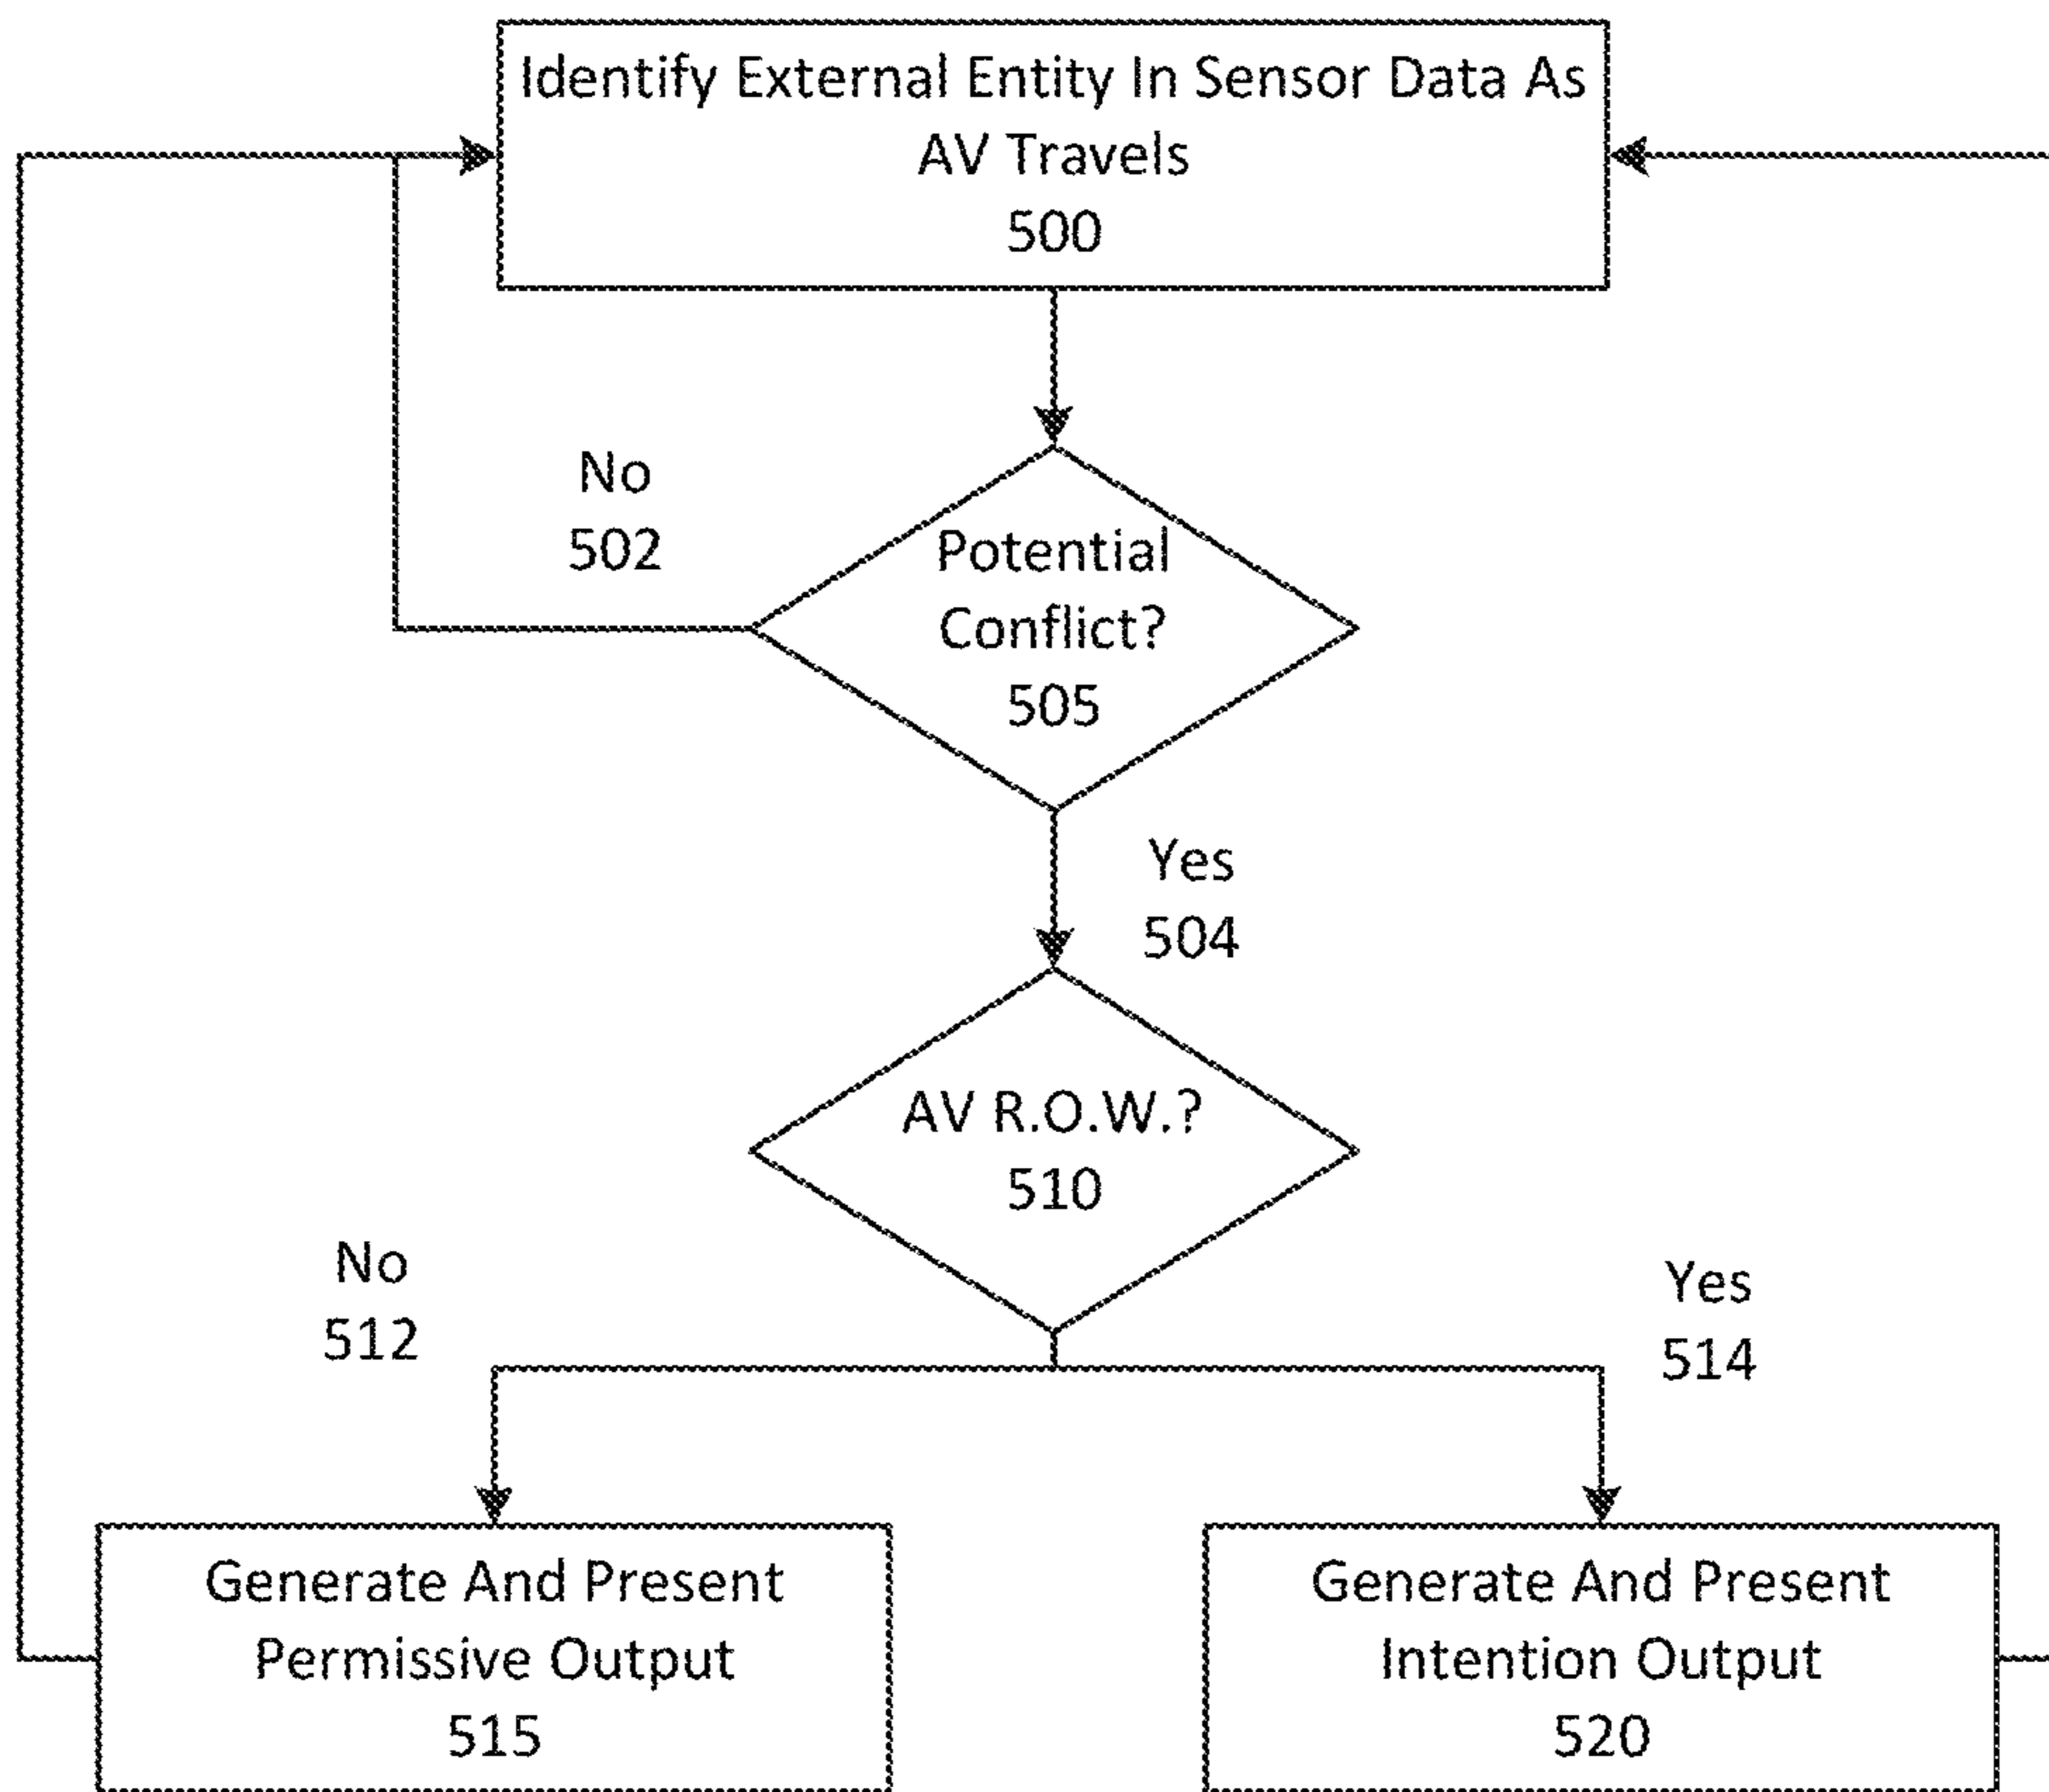 Identify External Entity In Sensor Data As
AV Travels
500
No
502
Potential
Conflict?
505
Yes
504
AV R.O.W.?
510
No
512
Yes
514
Generate And Present
Permissive Output
515
Generate And Present
Intention Output
520